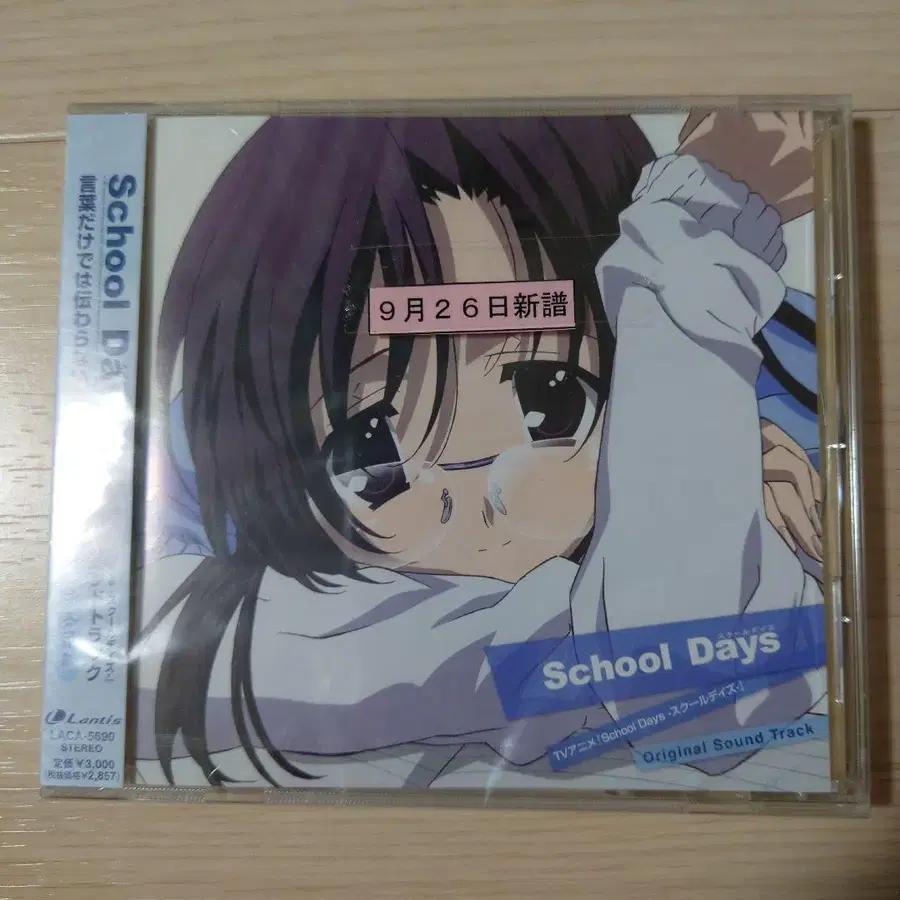 School Da
言葉だけでは伝わらな
Lantis
LACA-5690
STEREO
定価¥3,000
(税抜価格¥2,857)
9月26日新譜
スクールデイズ
School Days
TVアニメ「School Days -スクールデイズ-」
Original Sound Track